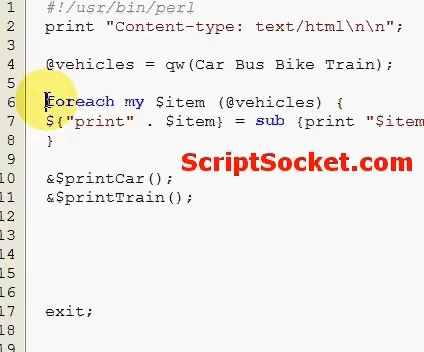 1 #!/usr/bin/perl
2 print "Content-type: text/html\n\n";
3
4 @vehicles = qw(Car Bus Bike Train);
5
6 foreach my $item (@vehicles) {
7 ${"print" . $item} = sub {print "$item
8 }
9
ScriptSocket.com
10 &$printCar();
11 &$printTrain();
12
13
14
15
16
17 exit;
18
19